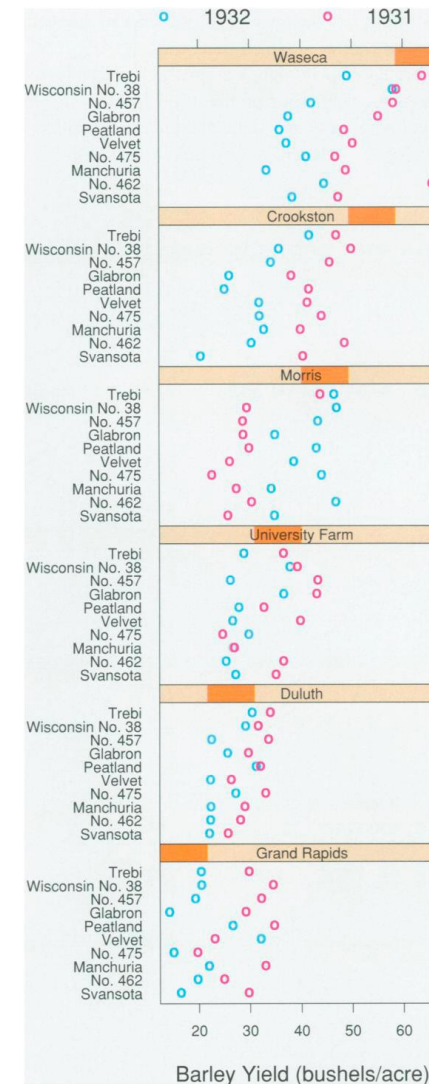 1932 1931
Waseca
Trebi
Wisconsin No. 38
No. 457
Glabron
Peatland
Velvet
No. 475
Manchuria
No. 462
Svansota
Crookston
Trebi
Wisconsin No. 38
No. 457
Glabron
Peatland
Velvet
No. 475
Manchuria
No. 462
Svansota
Morris
Trebi
Wisconsin No. 38
No. 457
Glabron
Peatland
Velvet
No. 475
Manchuria
No. 462
Svansota
University Farm
Trebi
Wisconsin No. 38
No. 457
Glabron
Peatland
Velvet
No. 475
Manchuria
No. 462
Svansota
Duluth
Trebi
Wisconsin No. 38
No. 457
Glabron
Peatland
Velvet
No. 475
Manchuria
No. 462
Svansota
Grand Rapids
Trebi
Wisconsin No. 38
No. 457
Glabron
Peatland
Velvet
No. 475
Manchuria
No. 462
Svansota
20 30 40 50 60
Barley Yield (bushels/acre)